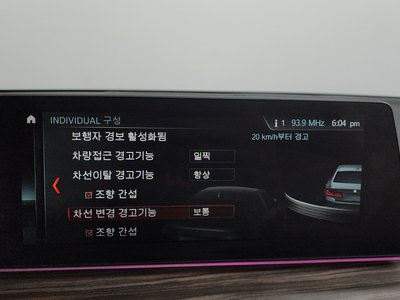 INDIVIDUAL 구성
i 1 93.9 MHz 6:04 pm
보행자 경보 활성화됨
20 km/h부터 경고
차량접근 경고기능 일찍
차선이탈 경고기능 항상
조향 간섭
차선 변경 경고기능 보통
조향 간섭